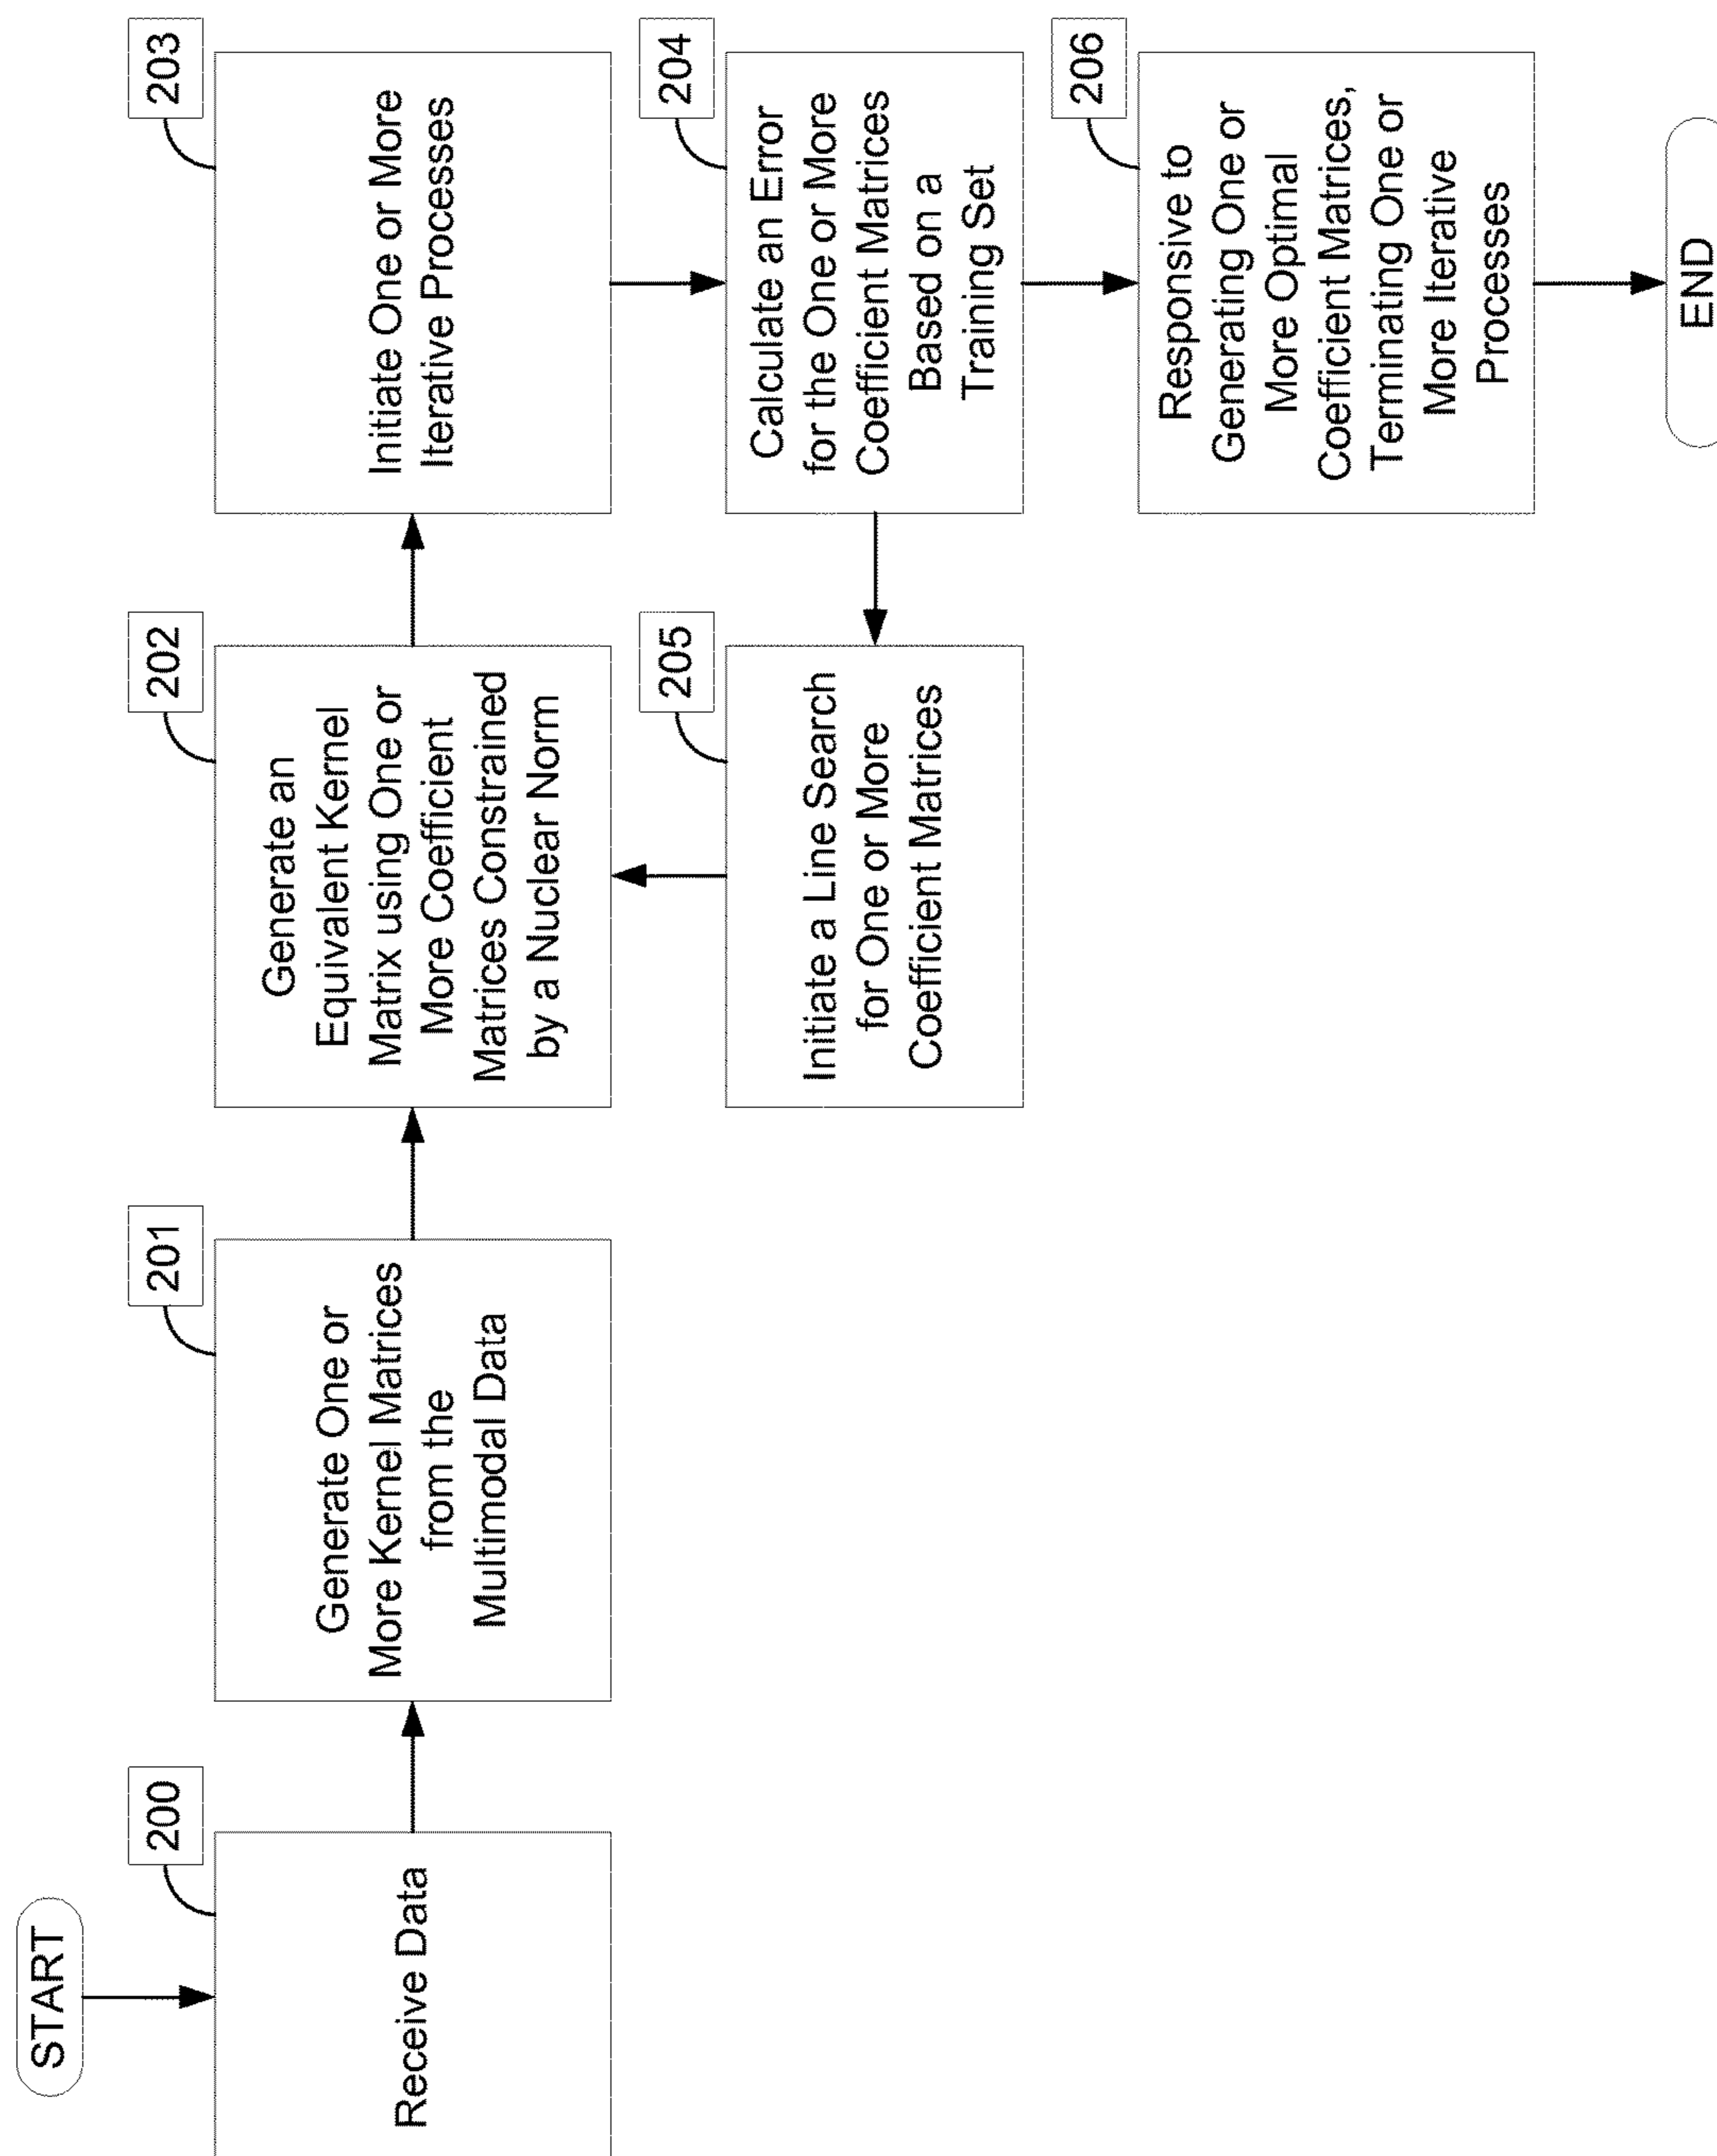 START
200
Receive Data
201
Generate One or
More Kernel Matrices
from the
Multimodal Data
202
Generate an
Equivalent Kernel
Matrix using One or
More Coefficient
Matrices Constrained
by a Nuclear Norm
203
Initiate One or More
Iterative Processes
204
Calculate an Error
for the One or More
Coefficient Matrices
Based on a
Training Set
205
Initiate a Line Search
for One or More
Coefficient Matrices
206
Responsive to
Generating One or
More Optimal
Coefficient Matrices,
Terminating One or
More Iterative
Processes
END